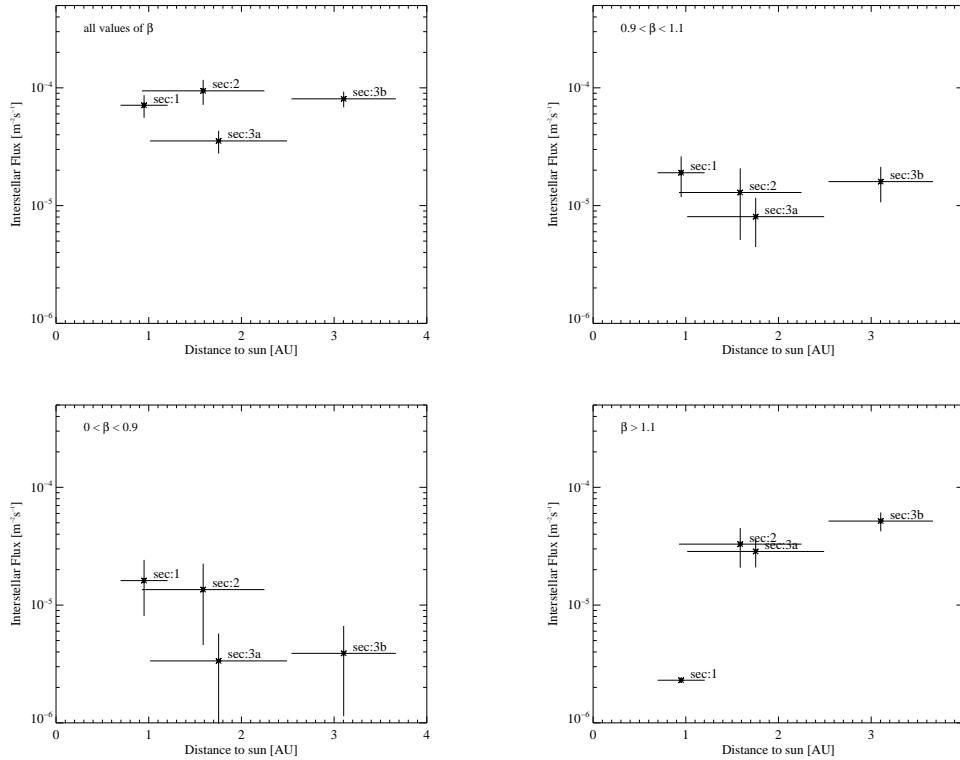 all values of β
10⁻⁴
10⁻⁵
10⁻⁶
Interstellar Flux [m⁻²s⁻¹]
sec:1
sec:2
sec:3a
sec:3b
0 1 2 3 4
Distance to sun [AU]
0.9 < β < 1.1
10⁻⁴
10⁻⁵
10⁻⁶
Interstellar Flux [m⁻²s⁻¹]
sec:1
sec:2
sec:3a
sec:3b
0 1 2 3
Distance to sun [AU]
0 < β < 0.9
10⁻⁴
10⁻⁵
10⁻⁶
Interstellar Flux [m⁻²s⁻¹]
sec:1
sec:2
sec:3a
sec:3b
0 1 2 3 4
Distance to sun [AU]
β > 1.1
10⁻⁴
10⁻⁵
10⁻⁶
Interstellar Flux [m⁻²s⁻¹]
sec:1
sec:2
sec:3a
sec:3b
0 1 2 3
Distance to sun [AU]